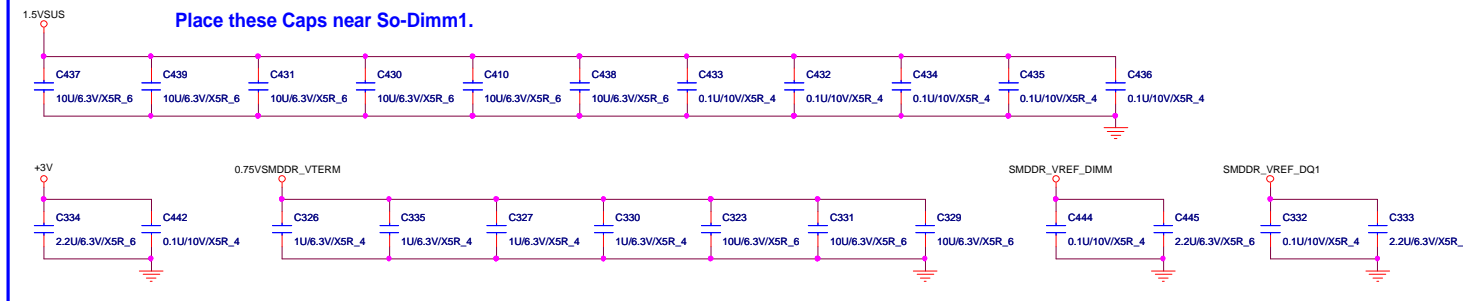 1.5VSUS
Place these Caps near So-Dimm1.
C437 C439 C431 C430 C410 C438 C433 C432 C434 C435 C436
10U/6.3V/X5R_6 10U/6.3V/X5R_6 10U/6.3V/X5R_6 10U/6.3V/X5R_6 10U/6.3V/X5R_6 10U/6.3V/X5R_6 0.1U/10V/X5R_4 0.1U/10V/X5R_4 0.1U/10V/X5R_4 0.1U/10V/X5R_4 0.1U/10V/X5R_4
+3V 0.75VSMDDR_VTERM SMDDR_VREF_DIMM SMDDR_VREF_DQ1
C334 C442 C326 C335 C327 C330 C323 C331 C329 C444 C445 C332 C333
2.2U/6.3V/X5R_6 0.1U/10V/X5R_4 1U/6.3V/X5R_4 1U/6.3V/X5R_4 1U/6.3V/X5R_4 1U/6.3V/X5R_4 10U/6.3V/X5R_6 10U/6.3V/X5R_6 10U/6.3V/X5R_6 0.1U/10V/X5R_4 2.2U/6.3V/X5R_6 0.1U/10V/X5R_4 2.2U/6.3V/X5R_